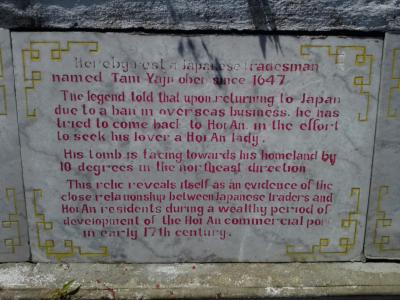 Hereby rest a Japanese tradesman
named Tani Yajirobei since 1647.
The legend told that upon returning to Japan
due to a ban in overseas business, he has
tried to come back to Hoi An, in the effort
to seek his lover a Hoi An lady.
His tomb is facing towards his homeland by
10 degrees in the northeast direction.
This relic reveals itself as an evidence of the
close relationship between Japanese traders and
Hoi An residents during a wealthy period of
development of the Hoi An commercial port
in early 17th century.